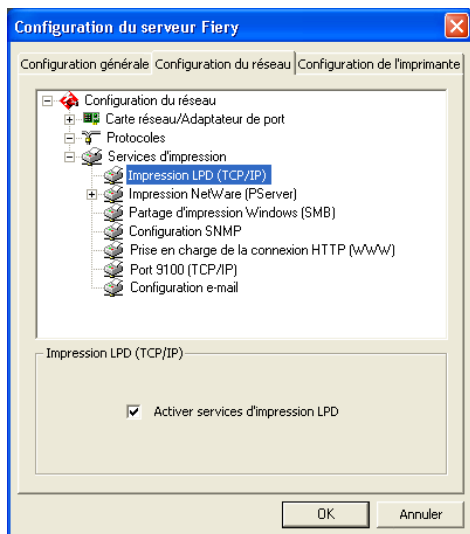 Configuration du serveur Fiery
Configuration générale Configuration du réseau Configuration de l'imprimante
Configuration du réseau
Carte réseau/Adaptateur de port
Protocoles
Services d'impression
Impression LPD (TCP/IP)
Impression NetWare (PServer)
Partage d'impression Windows (SMB)
Configuration SNMP
Prise en charge de la connexion HTTP (WWW)
Port 9100 (TCP/IP)
Configuration e-mail
Impression LPD (TCP/IP)
Activer services d'impression LPD
OK Annuler